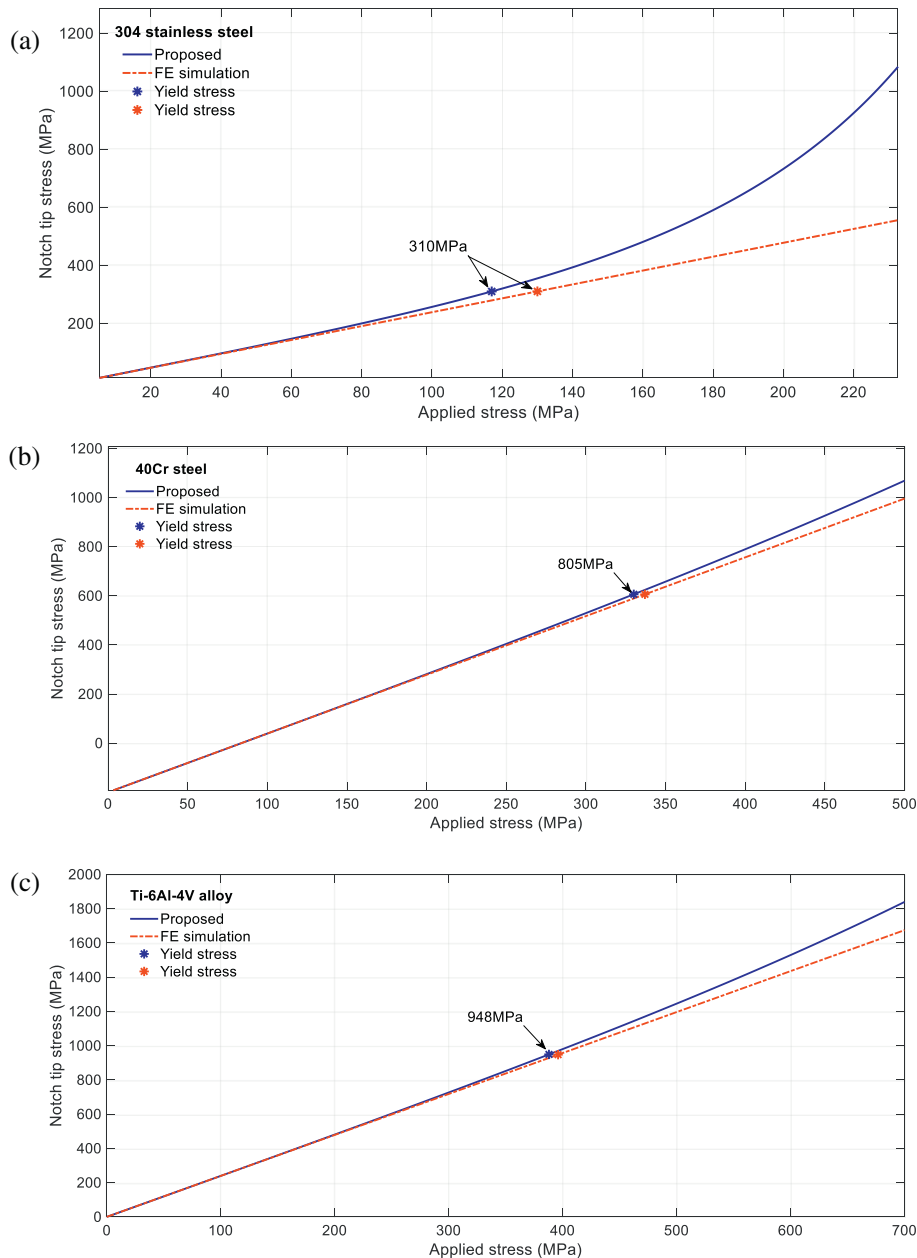 (a)
304 stainless steel
Proposed
FE simulation
Yield stress
Yield stress
310MPa
Notch tip stress (MPa)
1200
1000
800
600
400
200
20 40 60 80 100 120 140 160 180 200 220
Applied stress (MPa)
(b)
40Cr steel
Proposed
FE simulation
Yield stress
Yield stress
805MPa
Notch tip stress (MPa)
1200
1000
800
600
400
200
0
0 50 100 150 200 250 300 350 400 450 500
Applied stress (MPa)
(c)
Ti-6Al-4V alloy
Proposed
FE simulation
Yield stress
Yield stress
948MPa
Notch tip stress (MPa)
2000
1800
1600
1400
1200
1000
800
600
400
200
0
0 100 200 300 400 500 600 700
Applied stress (MPa)